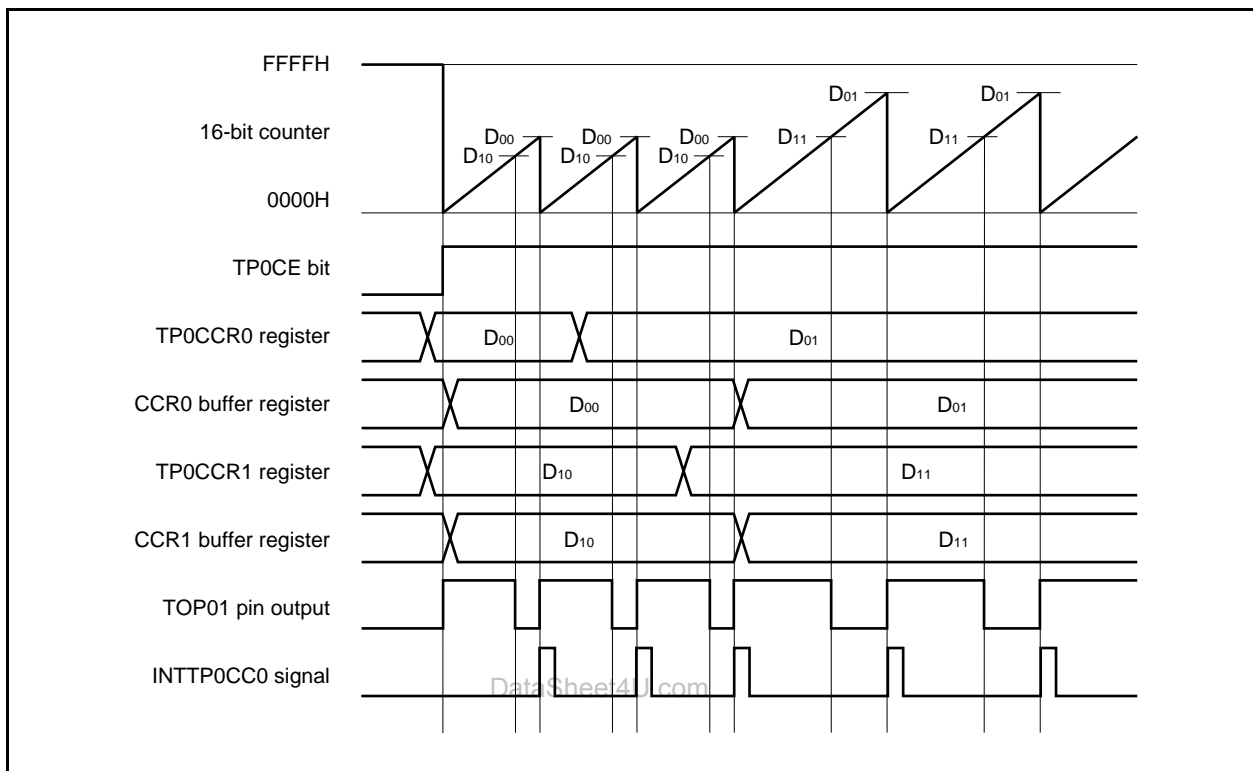 FFFFH
D01 D01
16-bit counter D00 D00 D00 D11 D11
D10 D10 D10
0000H
TP0CE bit
TP0CCR0 register D00 D01
CCR0 buffer register D00 D01
TP0CCR1 register D10 D11
CCR1 buffer register D10 D11
TOP01 pin output
INTTP0CC0 signal
DataSheet4U.com